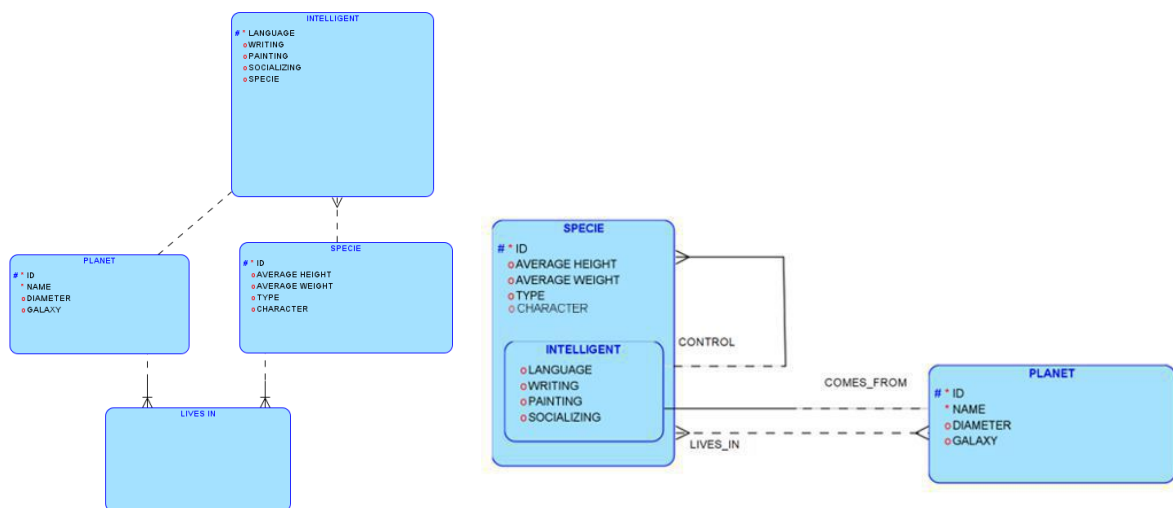 INTELLIGENT
# * LANGUAGE
o WRITING
o PAINTING
o SOCIALIZING
o SPECIE
PLANET
# * ID
* NAME
o DIAMETER
o GALAXY
SPECIE
# * ID
o AVERAGE HEIGHT
o AVERAGE WEIGHT
o TYPE
o CHARACTER
LIVES IN
SPECIE
# * ID
o AVERAGE HEIGHT
o AVERAGE WEIGHT
o TYPE
o CHARACTER
INTELLIGENT
o LANGUAGE
o WRITING
o PAINTING
o SOCIALIZING
CONTROL
COMES_FROM
LIVES_IN
PLANET
# * ID
* NAME
o DIAMETER
o GALAXY